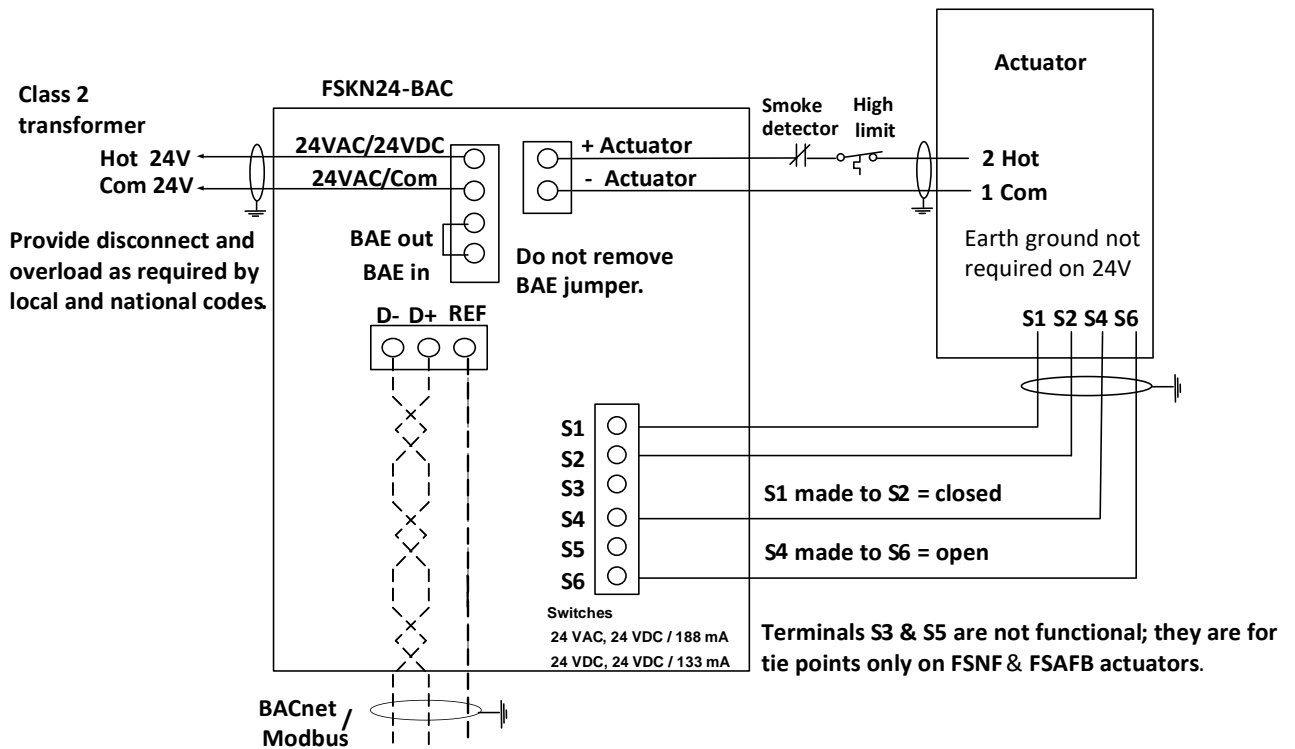 Actuator
FSKN24-BAC
Class 2
transformer
Smoke
detector
High
limit
Hot 24V
24VAC/24VDC
+ Actuator
2 Hot
Com 24V
24VAC/Com
- Actuator
1 Com
Provide disconnect and
overload as required by
local and national codes.
BAE out
BAE in
Do not remove
BAE jumper.
Earth ground not
required on 24V
D- D+ REF
S1 S2 S4 S6
S1
S2
S3
S4
S5
S6
S1 made to S2 = closed
S4 made to S6 = open
Switches
24 VAC, 24 VDC / 188 mA
24 VDC, 24 VDC / 133 mA
Terminals S3 & S5 are not functional; they are for
tie points only on FSNF & FSAFB actuators.
BACnet /
Modbus